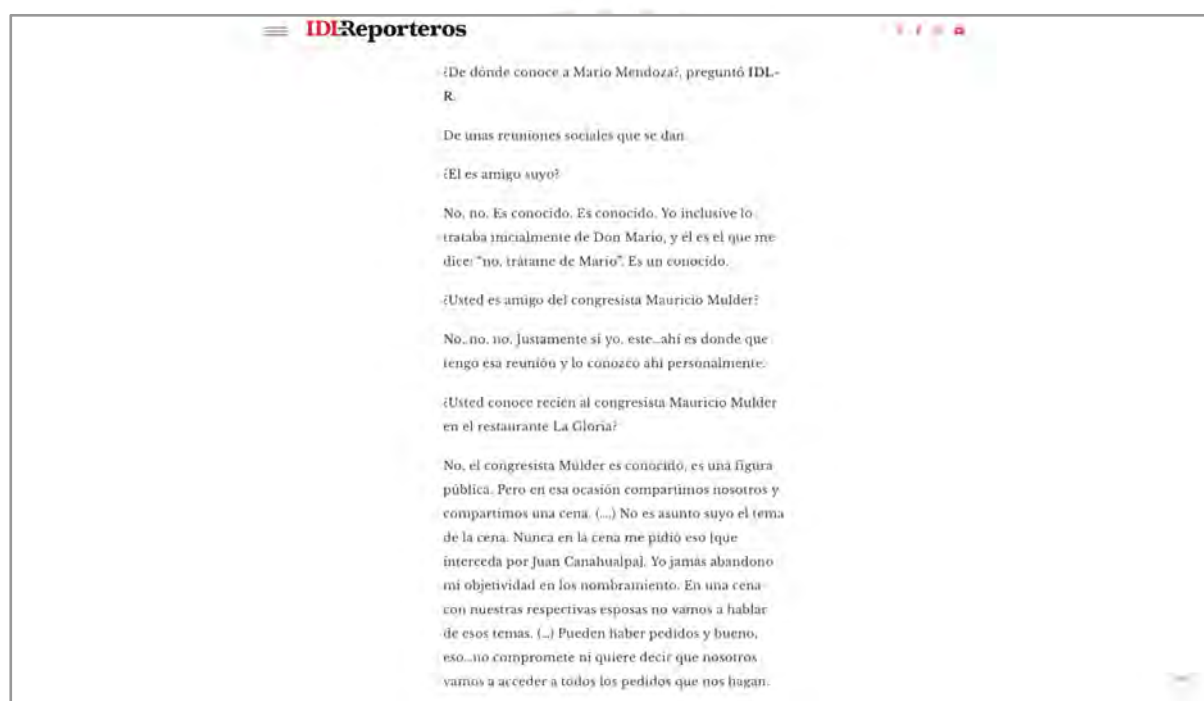 IDL-Reporteros
¿De dónde conoce a Mario Mendoza?, preguntó IDL-
R.
De unas reuniones sociales que se dan.
¿El es amigo suyo?
No, no. Es conocido. Es conocido. Yo inclusive lo
trataba inicialmente de Don Mario, y él es el que me
dice: “no, trátame de Mario”. Es un conocido.
¿Usted es amigo del congresista Mauricio Mulder?
No…no, no. Justamente si yo, este…ahí es donde que
tengo esa reunión y lo conozco ahí personalmente.
¿Usted conoce recién al congresista Mauricio Mulder
en el restaurante La Gloria?
No, el congresista Mulder es conocido, es una figura
pública. Pero en esa ocasión compartimos nosotros y
compartimos una cena. (….) No es asunto suyo el tema
de la cena. Nunca en la cena me pidió eso [que
interceda por Juan Canahualpa]. Yo jamás abandono
mi objetividad en los nombramiento. En una cena
con nuestras respectivas esposas no vamos a hablar
de esos temas. (…) Pueden haber pedidos y bueno,
eso…no compromete ni quiere decir que nosotros
vamos a acceder a todos los pedidos que nos hagan.